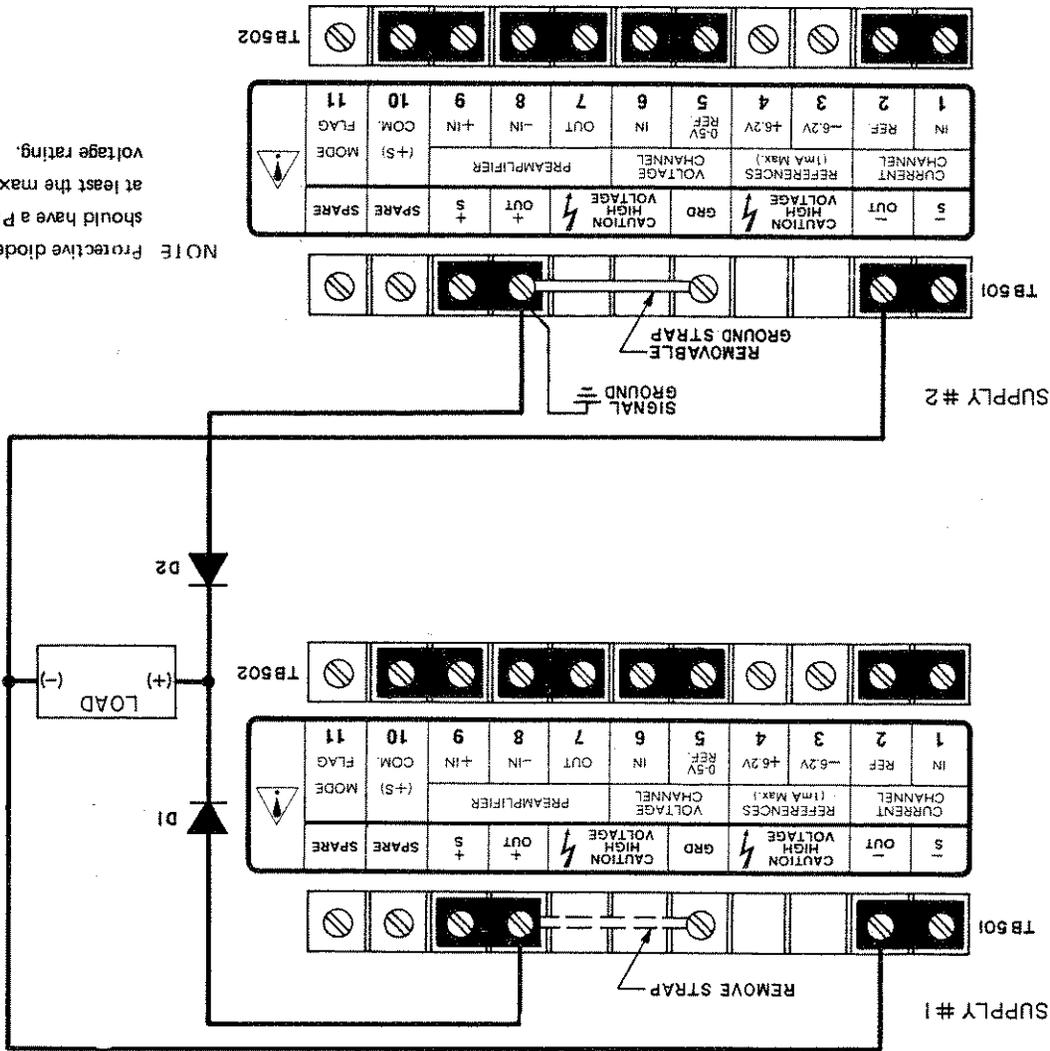 SUPPLY #1
REMOVE STRAP
TB501
– S
– OUT
CAUTION HIGH VOLTAGE
GRD
CAUTION HIGH VOLTAGE
+ OUT
+ S
SPARE
SPARE
CURRENT CHANNEL
REFERENCES (1mA Max.)
VOLTAGE CHANNEL
PREAMPLIFIER
(+S)
MODE
IN
REF
–6.2V
+6.2V
0-5V REF.
IN
OUT
–IN
+IN
COM.
FLAG
1 2 3 4 5 6 7 8 9 10 11
TB502
D1
LOAD
(+) (–)
D2
SUPPLY #2
SIGNAL GROUND
REMOVABLE GROUND STRAP
TB501
– S
– OUT
CAUTION HIGH VOLTAGE
GRD
CAUTION HIGH VOLTAGE
+ OUT
+ S
SPARE
SPARE
CURRENT CHANNEL
REFERENCES (1mA Max.)
VOLTAGE CHANNEL
PREAMPLIFIER
(+S)
MODE
IN
REF.
–6.2V
+6.2V
0-5V REF.
IN
OUT
–IN
+IN
COM.
FLAG
1 2 3 4 5 6 7 8 9 10 11
TB502
NOTE Protective diode
should have a P
at least the max
voltage rating.